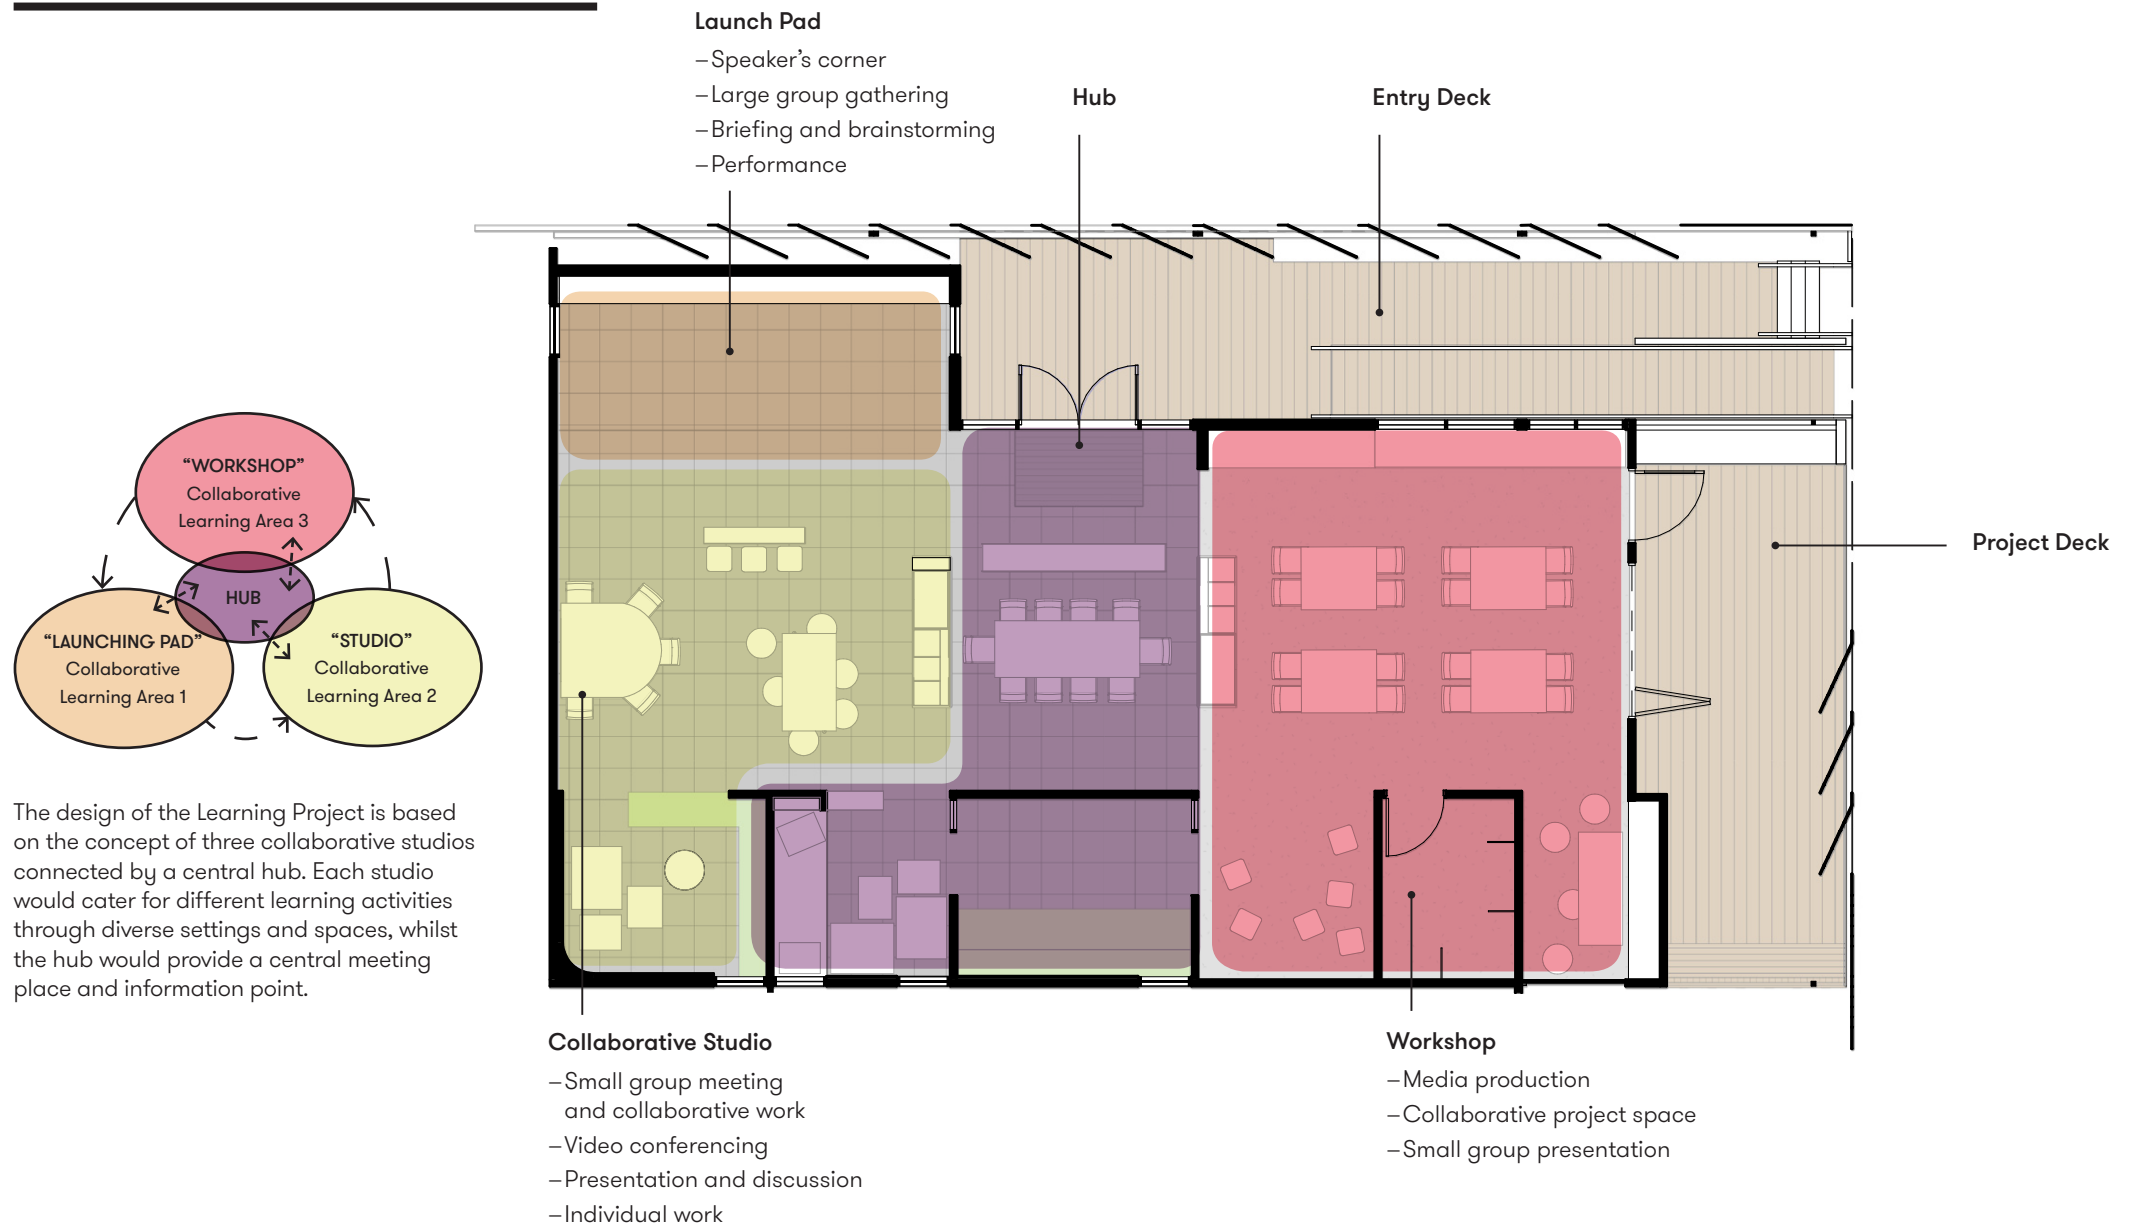 Launch Pad
–Speaker’s corner
–Large group gathering
–Briefing and brainstorming
–Performance
Hub
Entry Deck
Project Deck
“WORKSHOP”
Collaborative
Learning Area 3
HUB
“LAUNCHING PAD”
Collaborative
Learning Area 1
“STUDIO”
Collaborative
Learning Area 2
The design of the Learning Project is based
on the concept of three collaborative studios
connected by a central hub. Each studio
would cater for different learning activities
through diverse settings and spaces, whilst
the hub would provide a central meeting
place and information point.
Collaborative Studio
–Small group meeting
and collaborative work
–Video conferencing
–Presentation and discussion
–Individual work
Workshop
–Media production
–Collaborative project space
–Small group presentation